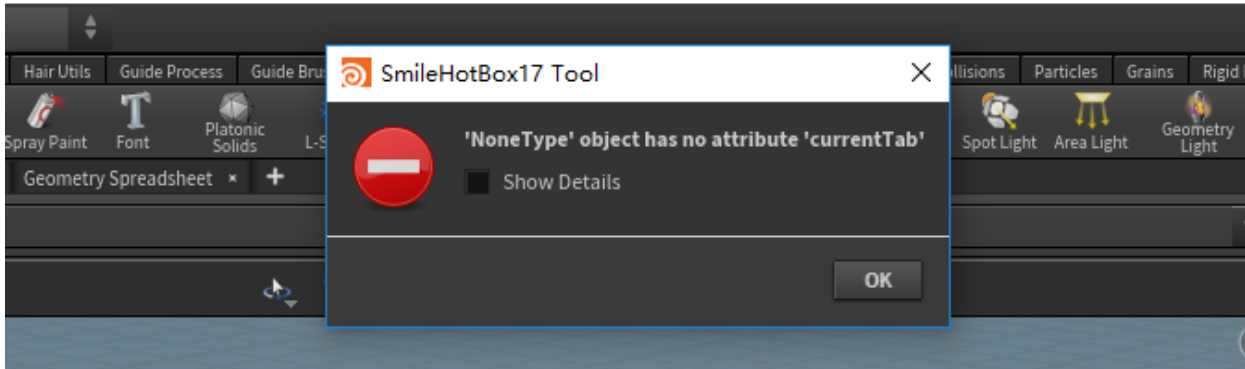 SmileHotBox17 Tool
Hair Utils Guide Process Guide Bru
llisions Particles Grains Rigid
Spray Paint Font Platonic Solids L-S
Spot Light Area Light Geometry Light
'NoneType' object has no attribute 'currentTab'
Show Details
Geometry Spreadsheet × +
OK